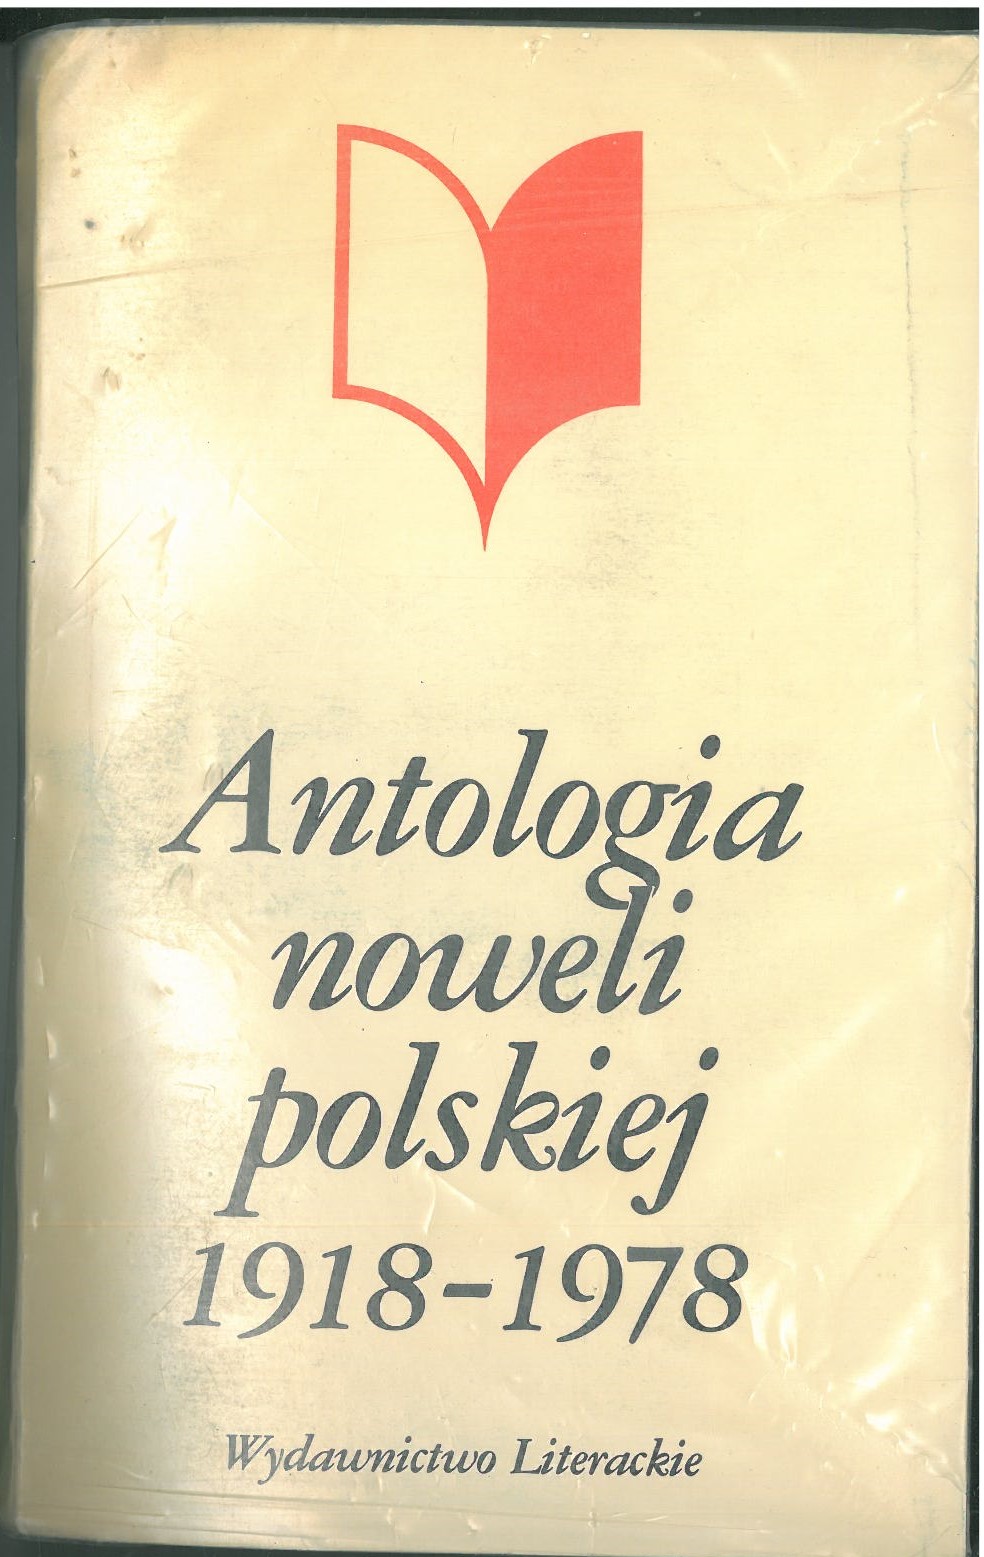 Antologia
noweli
polskiej
1918-1978
Wydawnictwo Literackie